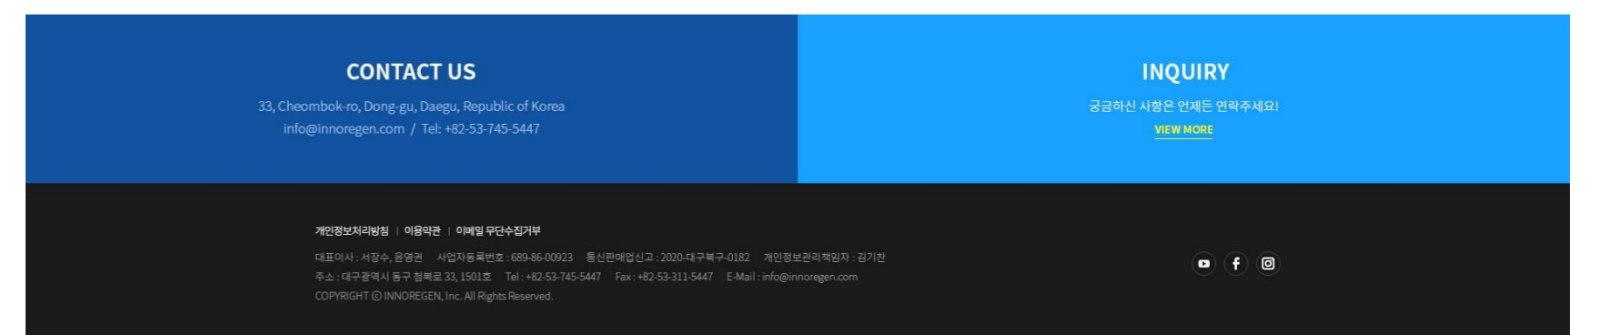 CONTACT US
33, Cheombok-ro, Dong-gu, Daegu, Republic of Korea
info@innoregen.com / Tel: +82-53-745-5447
INQUIRY
궁금하신 사항은 언제든 연락주세요!
VIEW MORE
개인정보처리방침 | 이용약관 | 이메일 무단수집거부
대표이사 : 서장수, 윤영권 사업자등록번호 : 689-86-00923 통신판매업신고 : 2020-대구북구-0182 개인정보관리책임자 : 김기찬
주소 : 대구광역시 동구 첨복로 33, 1501호 Tel : +82-53-745-5447 Fax : +82-53-311-5447 E-Mail : info@innoregen.com
COPYRIGHT ⓒ INNOREGEN, Inc. All Rights Reserved.